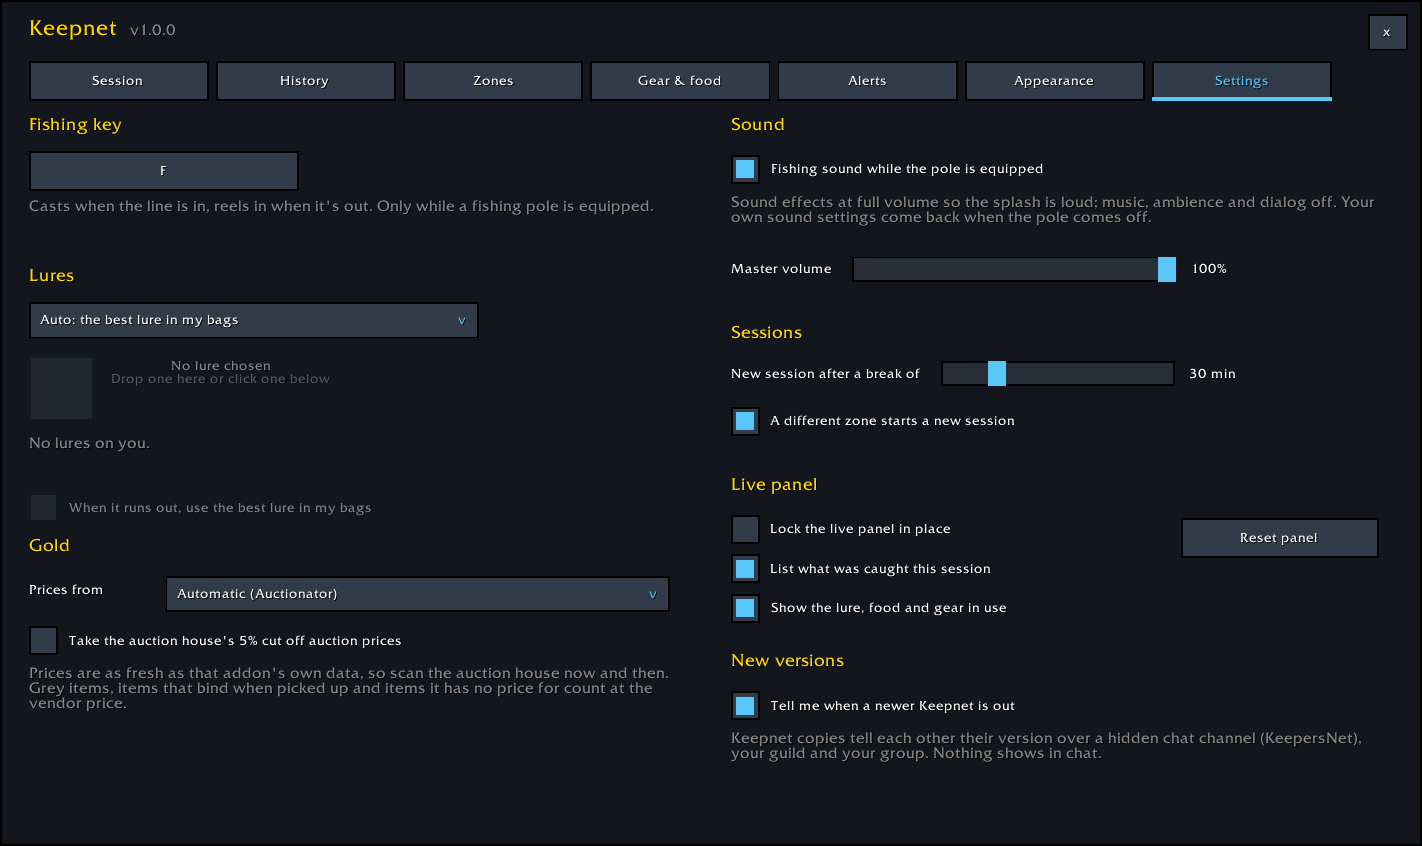 Keepnet v1.0.0
x
Session
History
Zones
Gear & food
Alerts
Appearance
Settings
Fishing key
F
Casts when the line is in, reels in when it's out. Only while a fishing pole is equipped.
Lures
Auto: the best lure in my bags
v
No lure chosen
Drop one here or click one below
No lures on you.
When it runs out, use the best lure in my bags
Gold
Prices from
Automatic (Auctionator)
v
Take the auction house's 5% cut off auction prices
Prices are as fresh as that addon's own data, so scan the auction house now and then.
Grey items, items that bind when picked up and items it has no price for count at the
vendor price.
Sound
Fishing sound while the pole is equipped
Sound effects at full volume so the splash is loud; music, ambience and dialog off. Your
own sound settings come back when the pole comes off.
Master volume
100%
Sessions
New session after a break of
30 min
A different zone starts a new session
Live panel
Lock the live panel in place
Reset panel
List what was caught this session
Show the lure, food and gear in use
New versions
Tell me when a newer Keepnet is out
Keepnet copies tell each other their version over a hidden chat channel (KeepersNet),
your guild and your group. Nothing shows in chat.